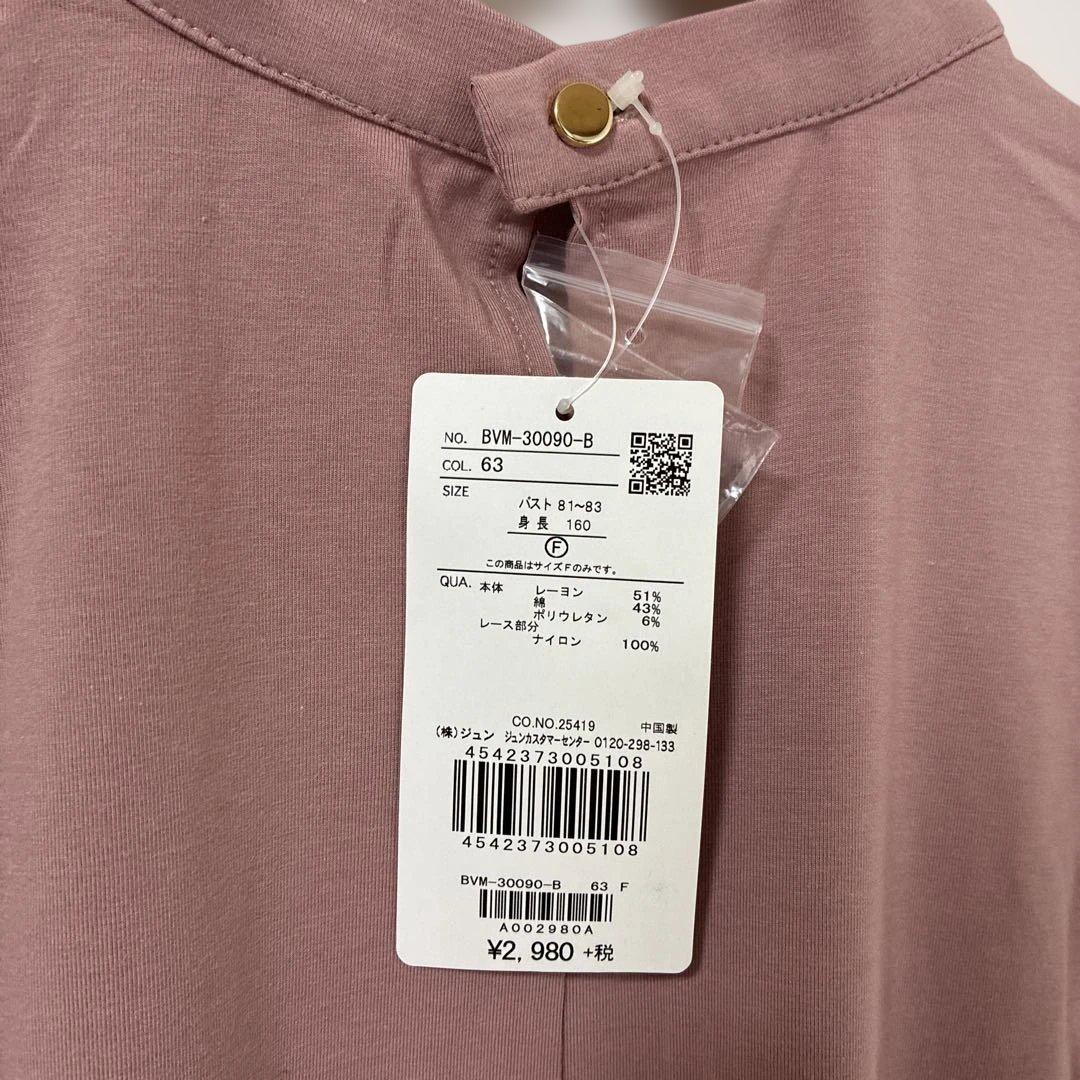 NO. BVM-30090-B
COL. 63
SIZE
バスト 81〜83
身長 160
F
この商品はサイズFのみです。
QUA. 本体 レーヨン 51%
綿 43%
ポリウレタン 6%
レース部分
ナイロン 100%
CO.NO.25419 中国製
(株)ジュン ジュンカスタマーセンター 0120-298-133
4542373005108
4542373005108
BVM-30090-B 63 F
A002980A
¥2,980 +税